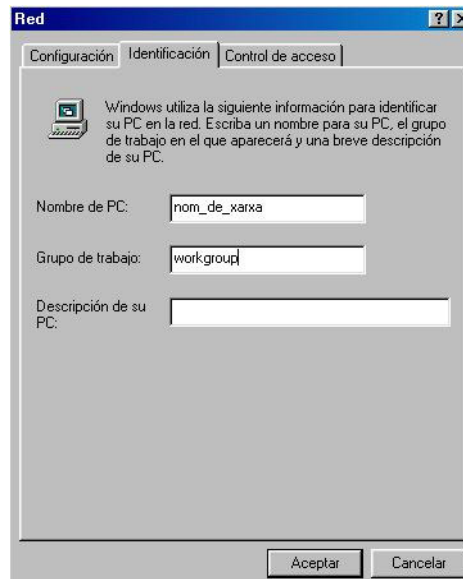 Red
Configuración Identificación Control de acceso
Windows utiliza la siguiente información para identificar
su PC en la red. Escriba un nombre para su PC, el grupo
de trabajo en el que aparecerá y una breve descripción
de su PC.
Nombre de PC: nom_de_xarxa
Grupo de trabajo: workgroup
Descripción de su
PC:
Aceptar Cancelar